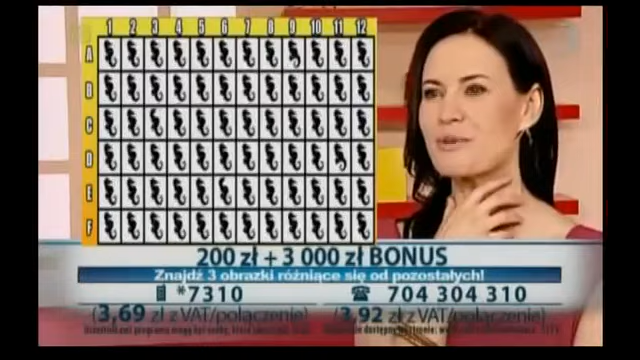 1 2 3 4 5 6 7 8 9 10 11 12
A
B
C
D
E
F
200 zł + 3 000 zł BONUS
Znajdź 3 obrazki różniące się od pozostałych!
*7310
704 304 310
(3,69 zł z VAT/połączenie)
(3,92 zł z VAT/połączenie)